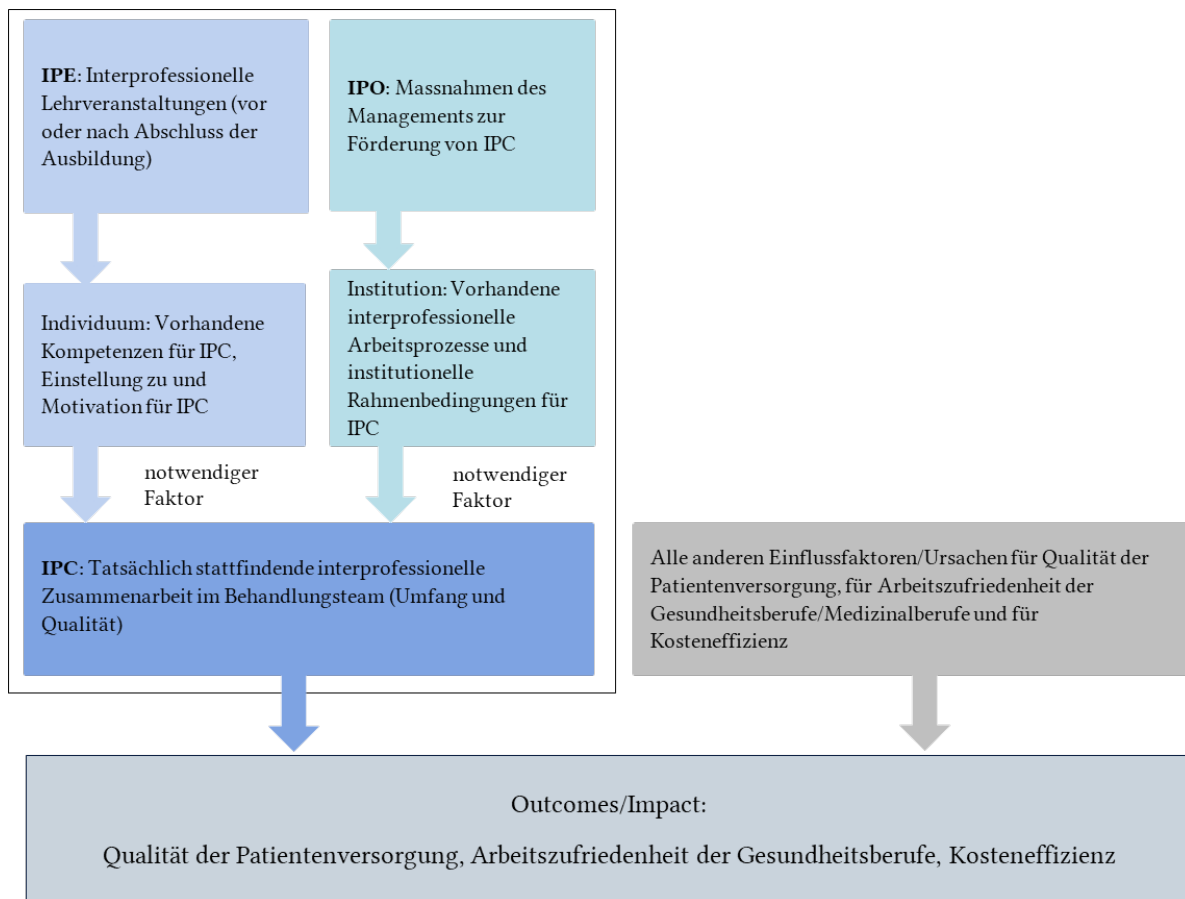 IPE: Interprofessionelle
Lehrveranstaltungen (vor
oder nach Abschluss der
Ausbildung)
IPO: Massnahmen des
Managements zur
Förderung von IPC
Individuum: Vorhandene
Kompetenzen für IPC,
Einstellung zu und
Motivation für IPC
Institution: Vorhandene
interprofessionelle
Arbeitsprozesse und
institutionelle
Rahmenbedingungen für
IPC
notwendiger
Faktor
notwendiger
Faktor
IPC: Tatsächlich stattfindende interprofessionelle
Zusammenarbeit im Behandlungsteam (Umfang und
Qualität)
Alle anderen Einflussfaktoren/Ursachen für Qualität der
Patientenversorgung, für Arbeitszufriedenheit der
Gesundheitsberufe/Medizinalberufe und für
Kosteneffizienz
Outcomes/Impact:
Qualität der Patientenversorgung, Arbeitszufriedenheit der Gesundheitsberufe, Kosteneffizienz